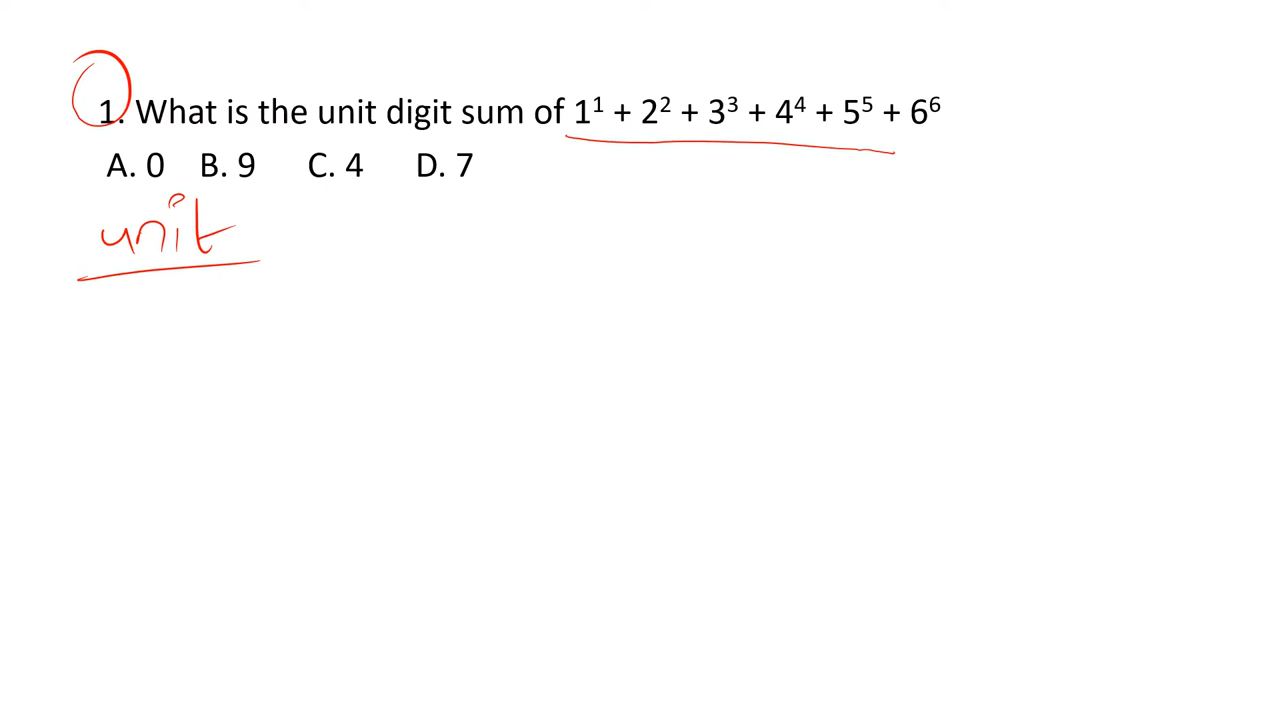 1. What is the unit digit sum of 1¹ + 2² + 3³ + 4⁴ + 5⁵ + 6⁶
A. 0 B. 9 C. 4 D. 7
unit